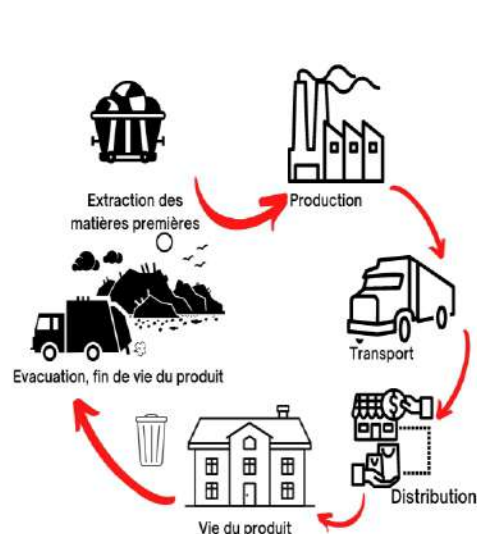 Extraction des
matières premières
Production
Transport
Distribution
Vie du produit
Evacuation, fin de vie du produit